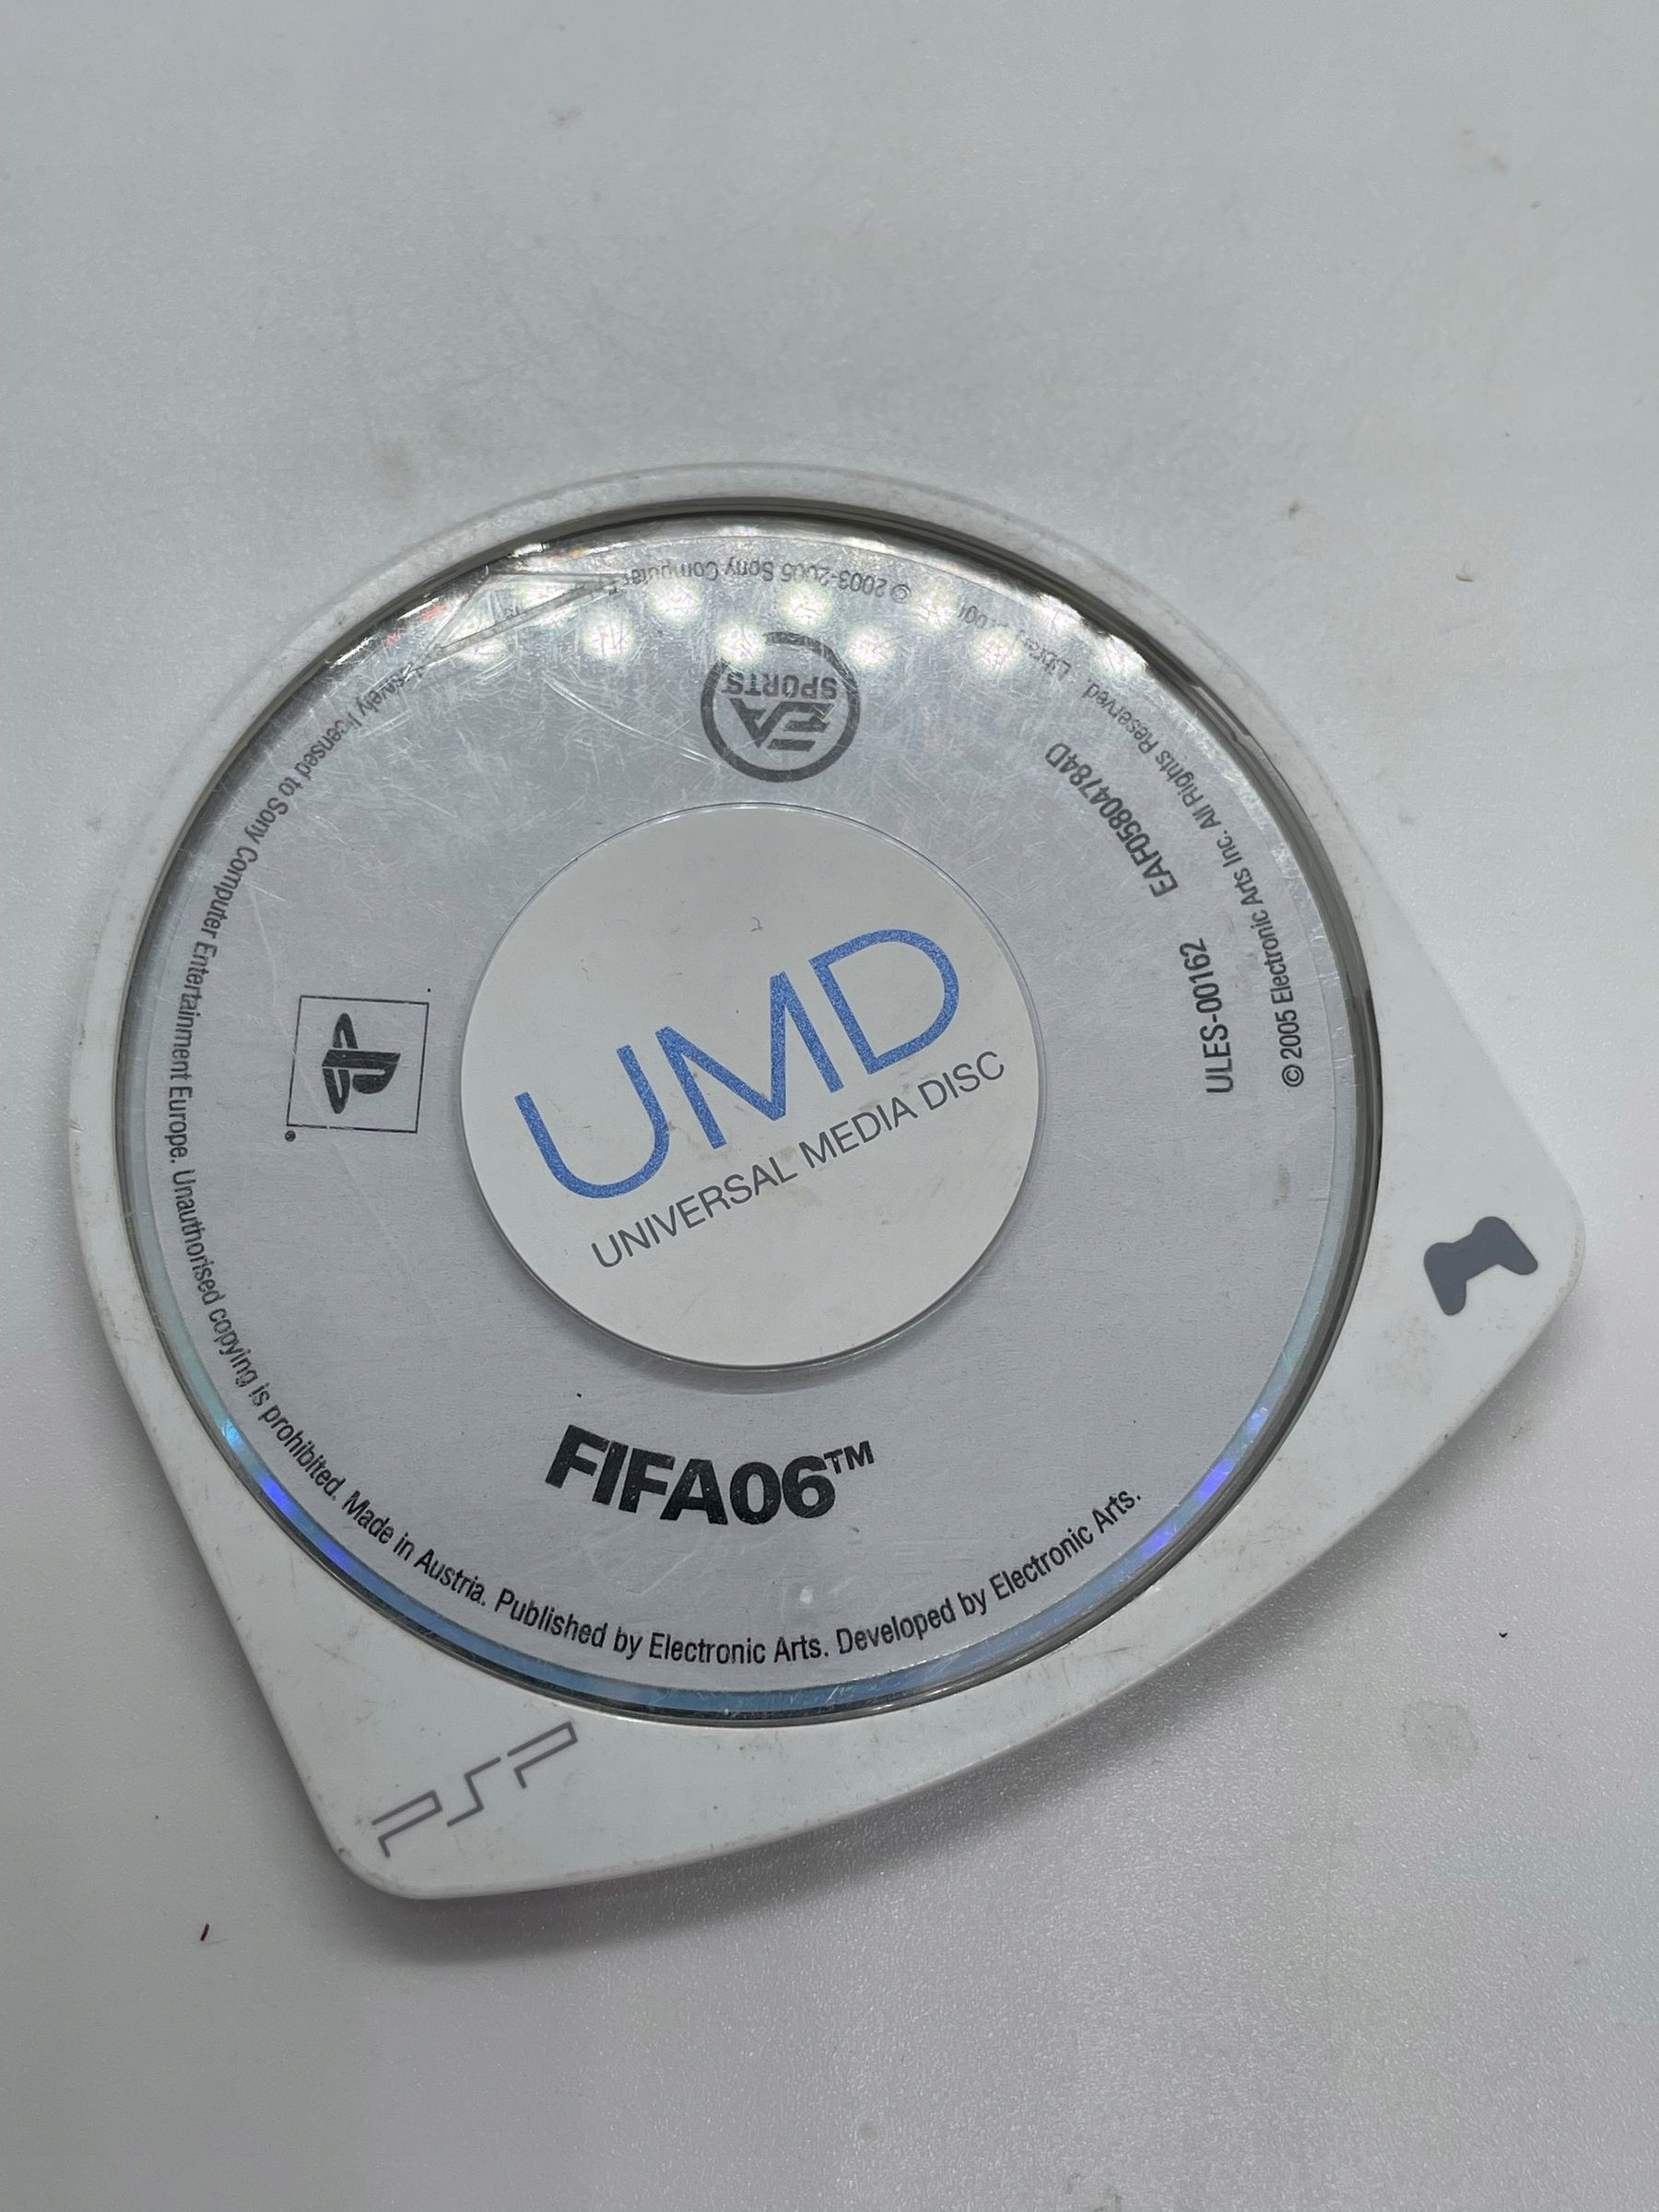 UMD
UNIVERSAL MEDIA DISC
FIFA06™
EA
SPORTS
EAF05804784D
ULES-00162
© 2003-2005 Sony Computer
licensed to Sony Computer Entertainment Europe. Unauthorised copying is prohibited. Made in Austria. Published by Electronic Arts. Developed by Electronic Arts.
© 2005 Electronic Arts Inc. All Rights Reserved.
PSP